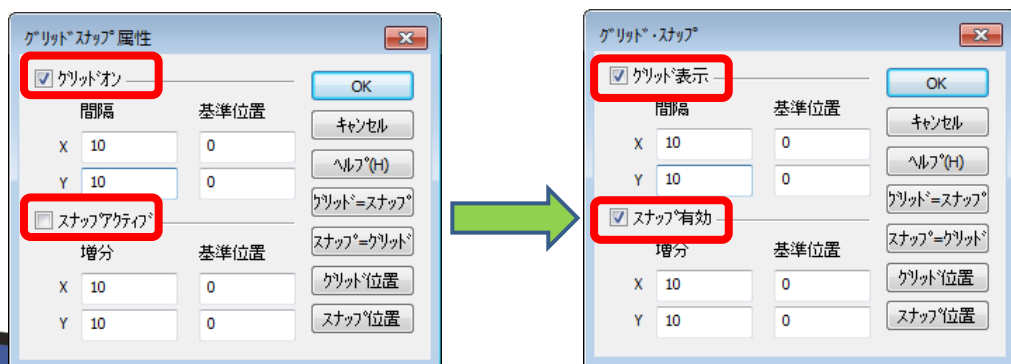 ｸﾞﾘｯﾄﾞｽﾅｯﾌﾟ属性
ｸﾞﾘｯﾄﾞｵﾝ
間隔 基準位置
X 10 0
Y 10 0
ｽﾅｯﾌﾟｱｸﾃｨﾌﾞ
増分 基準位置
X 10 0
Y 10 0
OK
ｷｬﾝｾﾙ
ﾍﾙﾌﾟ(H)
ｸﾞﾘｯﾄﾞ=ｽﾅｯﾌﾟ
ｽﾅｯﾌﾟ=ｸﾞﾘｯﾄﾞ
ｸﾞﾘｯﾄﾞ位置
ｽﾅｯﾌﾟ位置
ｸﾞﾘｯﾄﾞ・ｽﾅｯﾌﾟ
ｸﾞﾘｯﾄﾞ表示
間隔 基準位置
X 10 0
Y 10 0
ｽﾅｯﾌﾟ有効
増分 基準位置
X 10 0
Y 10 0
OK
ｷｬﾝｾﾙ
ﾍﾙﾌﾟ(H)
ｸﾞﾘｯﾄﾞ=ｽﾅｯﾌﾟ
ｽﾅｯﾌﾟ=ｸﾞﾘｯﾄﾞ
ｸﾞﾘｯﾄﾞ位置
ｽﾅｯﾌﾟ位置